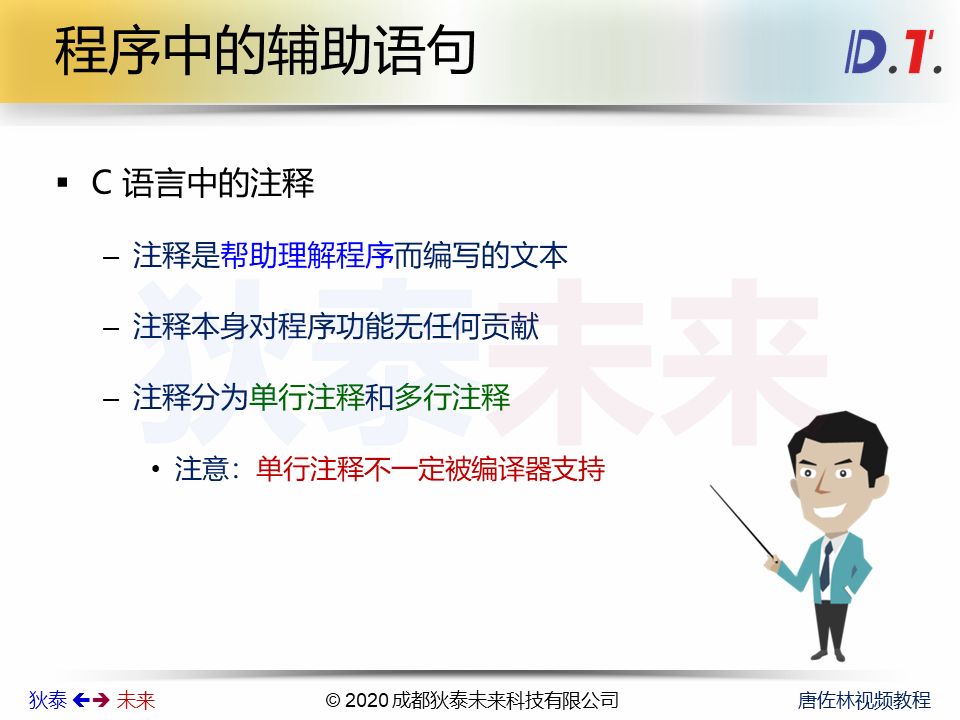 程序中的辅助语句
D.T.
▪ C 语言中的注释
– 注释是帮助理解程序而编写的文本
– 注释本身对程序功能无任何贡献
– 注释分为单行注释和多行注释
• 注意：单行注释不一定被编译器支持
狄泰未来
狄泰 🡸🡺 未来
© 2020 成都狄泰未来科技有限公司
唐佐林视频教程